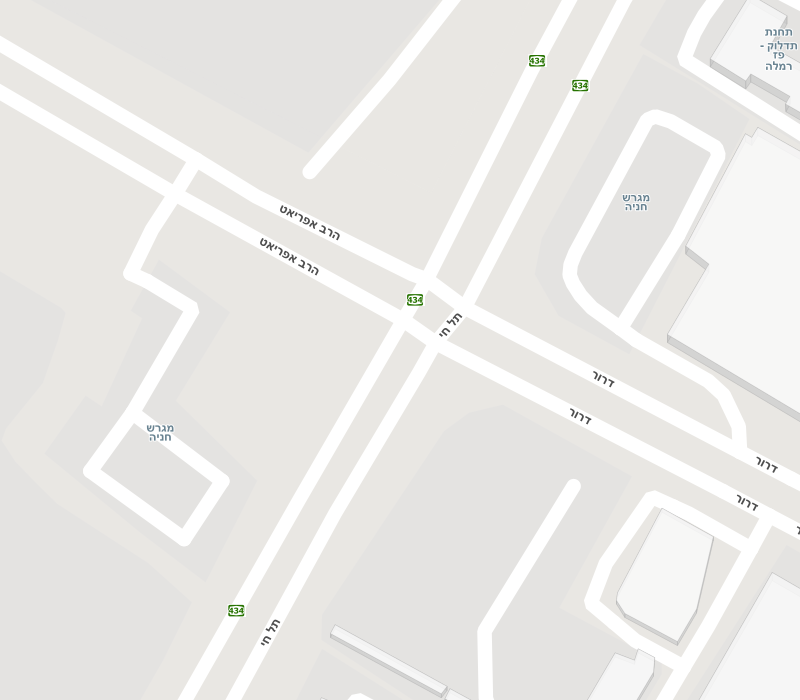 תחנת
תדלוק -
פז
רמלה
434
434
מגרש
חניה
הרב אפריאט
הרב אפריאט
434
תל חי
דרור
דרור
מגרש
חניה
דרור
דרור
434
תל חי